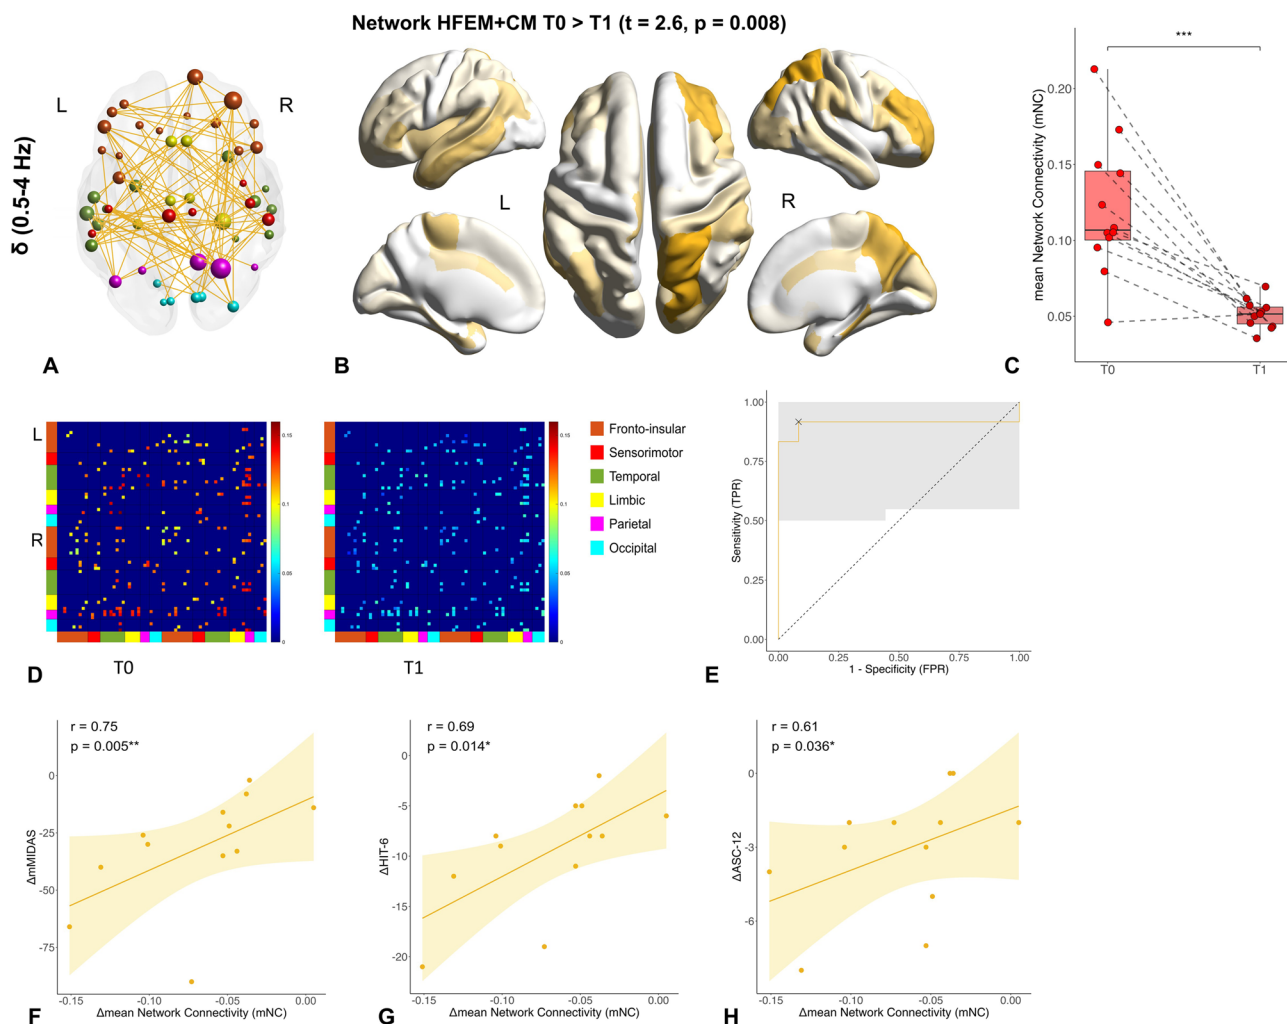 Network HFEM+CM T0 > T1 (t = 2.6, p = 0.008)
δ (0.5-4 Hz)
L
R
A
L
R
B
***
mean Network Connectivity (mNC)
0.20
0.15
0.10
0.05
T0
T1
C
L
R
0.15
0.1
0.05
0
T0
D
0.15
0.1
0.05
0
T1
Fronto-insular
Sensorimotor
Temporal
Limbic
Parietal
Occipital
Sensitivity (TPR)
1.00
0.75
0.50
0.25
0.00
0.00
0.50
0.75
1.00
1 - Specificity (FPR)
E
r = 0.75
p = 0.005**
ΔmMIDAS
0
-25
-50
-75
-0.15
-0.10
-0.05
0.00
Δmean Network Connectivity (mNC)
F
r = 0.69
p = 0.014*
ΔHIT-6
0
-5
-10
-15
-20
-0.15
-0.10
-0.05
0.00
Δmean Network Connectivity (mNC)
G
r = 0.61
p = 0.036*
ΔASC-12
0
-3
-6
-0.15
-0.10
-0.05
0.00
Δmean Network Connectivity (mNC)
H